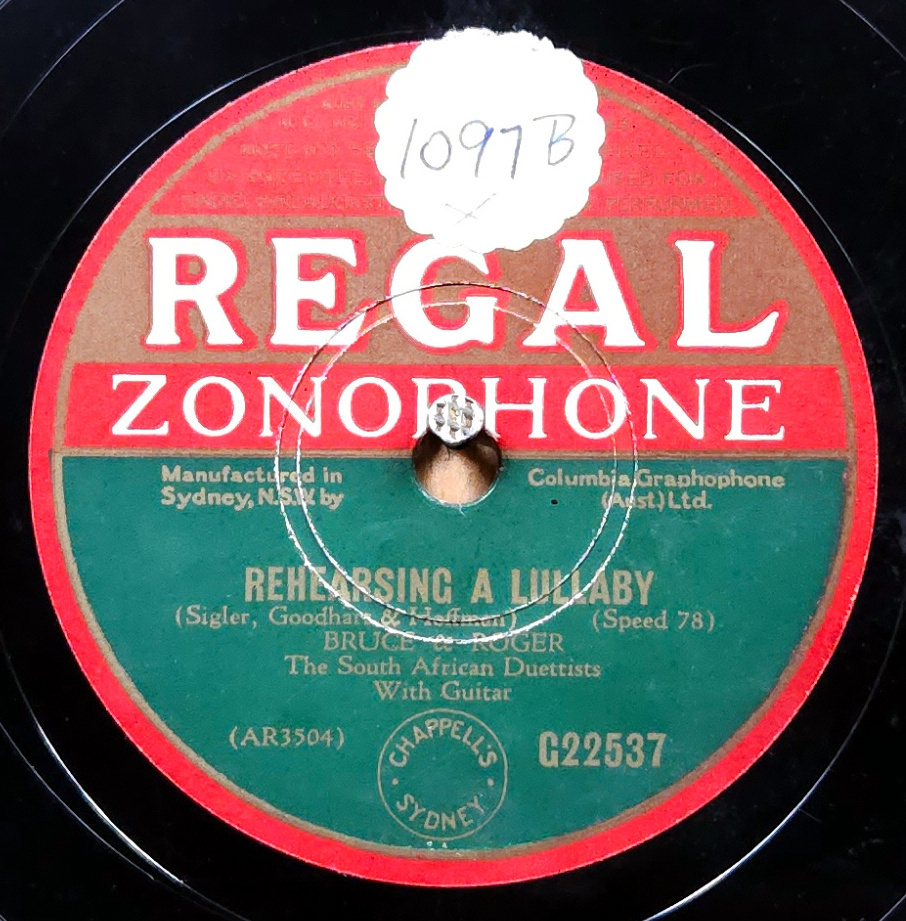 1097B
REGAL
ZONOPHONE
Manufactured in Columbia Graphophone
Sydney, N.S.W. by (Aust) Ltd.
REHEARSING A LULLABY
(Sigler, Goodhart & Hoffman) (Speed 78)
BRUCE & ROGER
The South African Duettists
With Guitar
(AR3504) G22537
CHAPPELL'S
SYDNEY